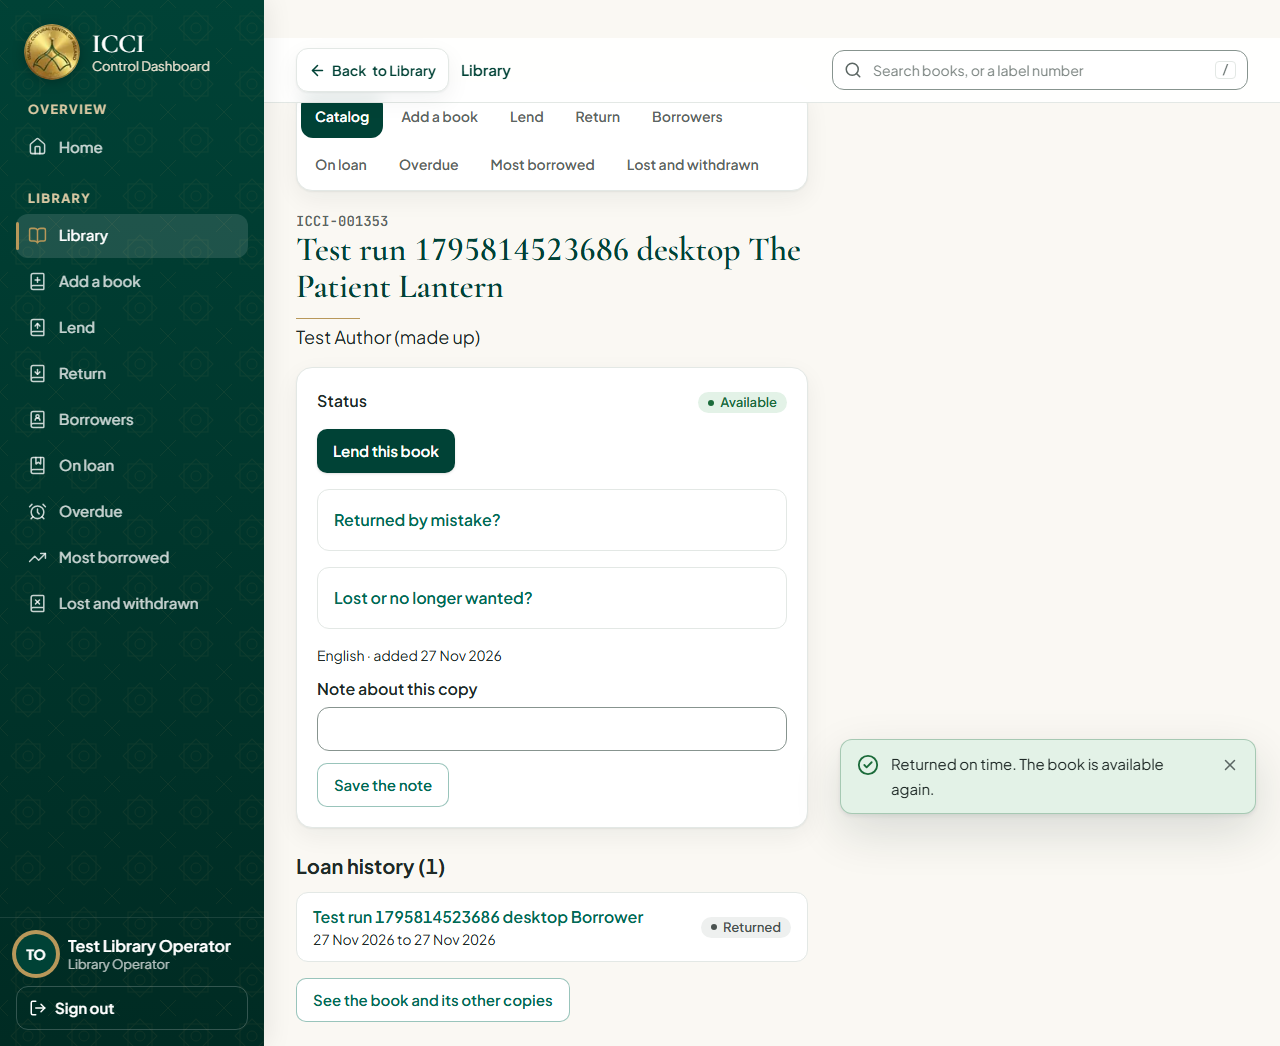 ICCI
Control Dashboard
OVERVIEW
Home
LIBRARY
Library
Add a book
Lend
Return
Borrowers
On loan
Overdue
Most borrowed
Lost and withdrawn
TO
Test Library Operator
Library Operator
Sign out
Back to Library
Library
Search books, or a label number
/
Catalog
Add a book
Lend
Return
Borrowers
On loan
Overdue
Most borrowed
Lost and withdrawn
ICCI-001353
Test run 1795814523686 desktop The
Patient Lantern
Test Author (made up)
Status
Available
Lend this book
Returned by mistake?
Lost or no longer wanted?
English · added 27 Nov 2026
Note about this copy
Save the note
Returned on time. The book is available
again.
Loan history (1)
Test run 1795814523686 desktop Borrower
27 Nov 2026 to 27 Nov 2026
Returned
See the book and its other copies